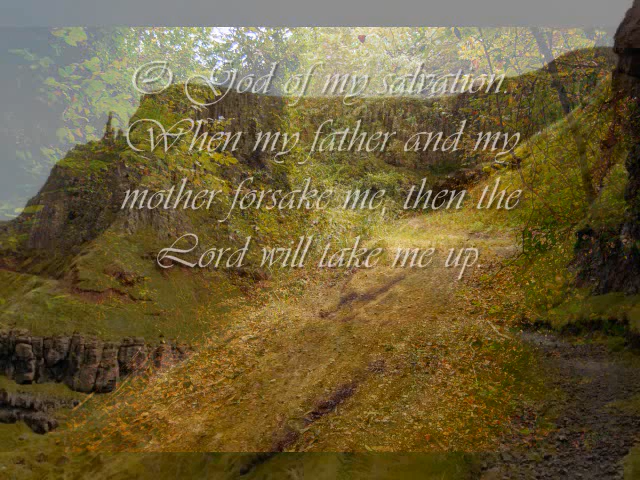 O God of my salvation.
When my father and my
mother forsake me, then the
Lord will take me up,